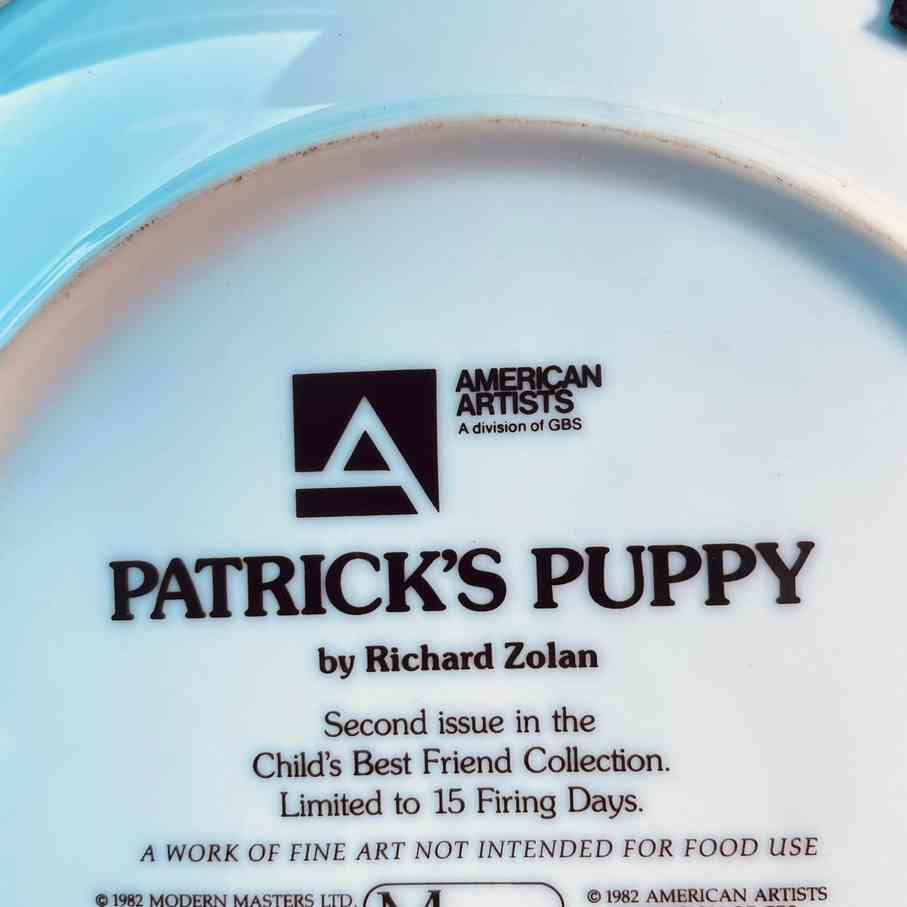 AMERICAN
ARTISTS
A division of GBS
PATRICK'S PUPPY
by Richard Zolan
Second issue in the
Child's Best Friend Collection.
Limited to 15 Firing Days.
A WORK OF FINE ART NOT INTENDED FOR FOOD USE
© 1982 MODERN MASTERS LTD. M © 1982 AMERICAN ARTISTS